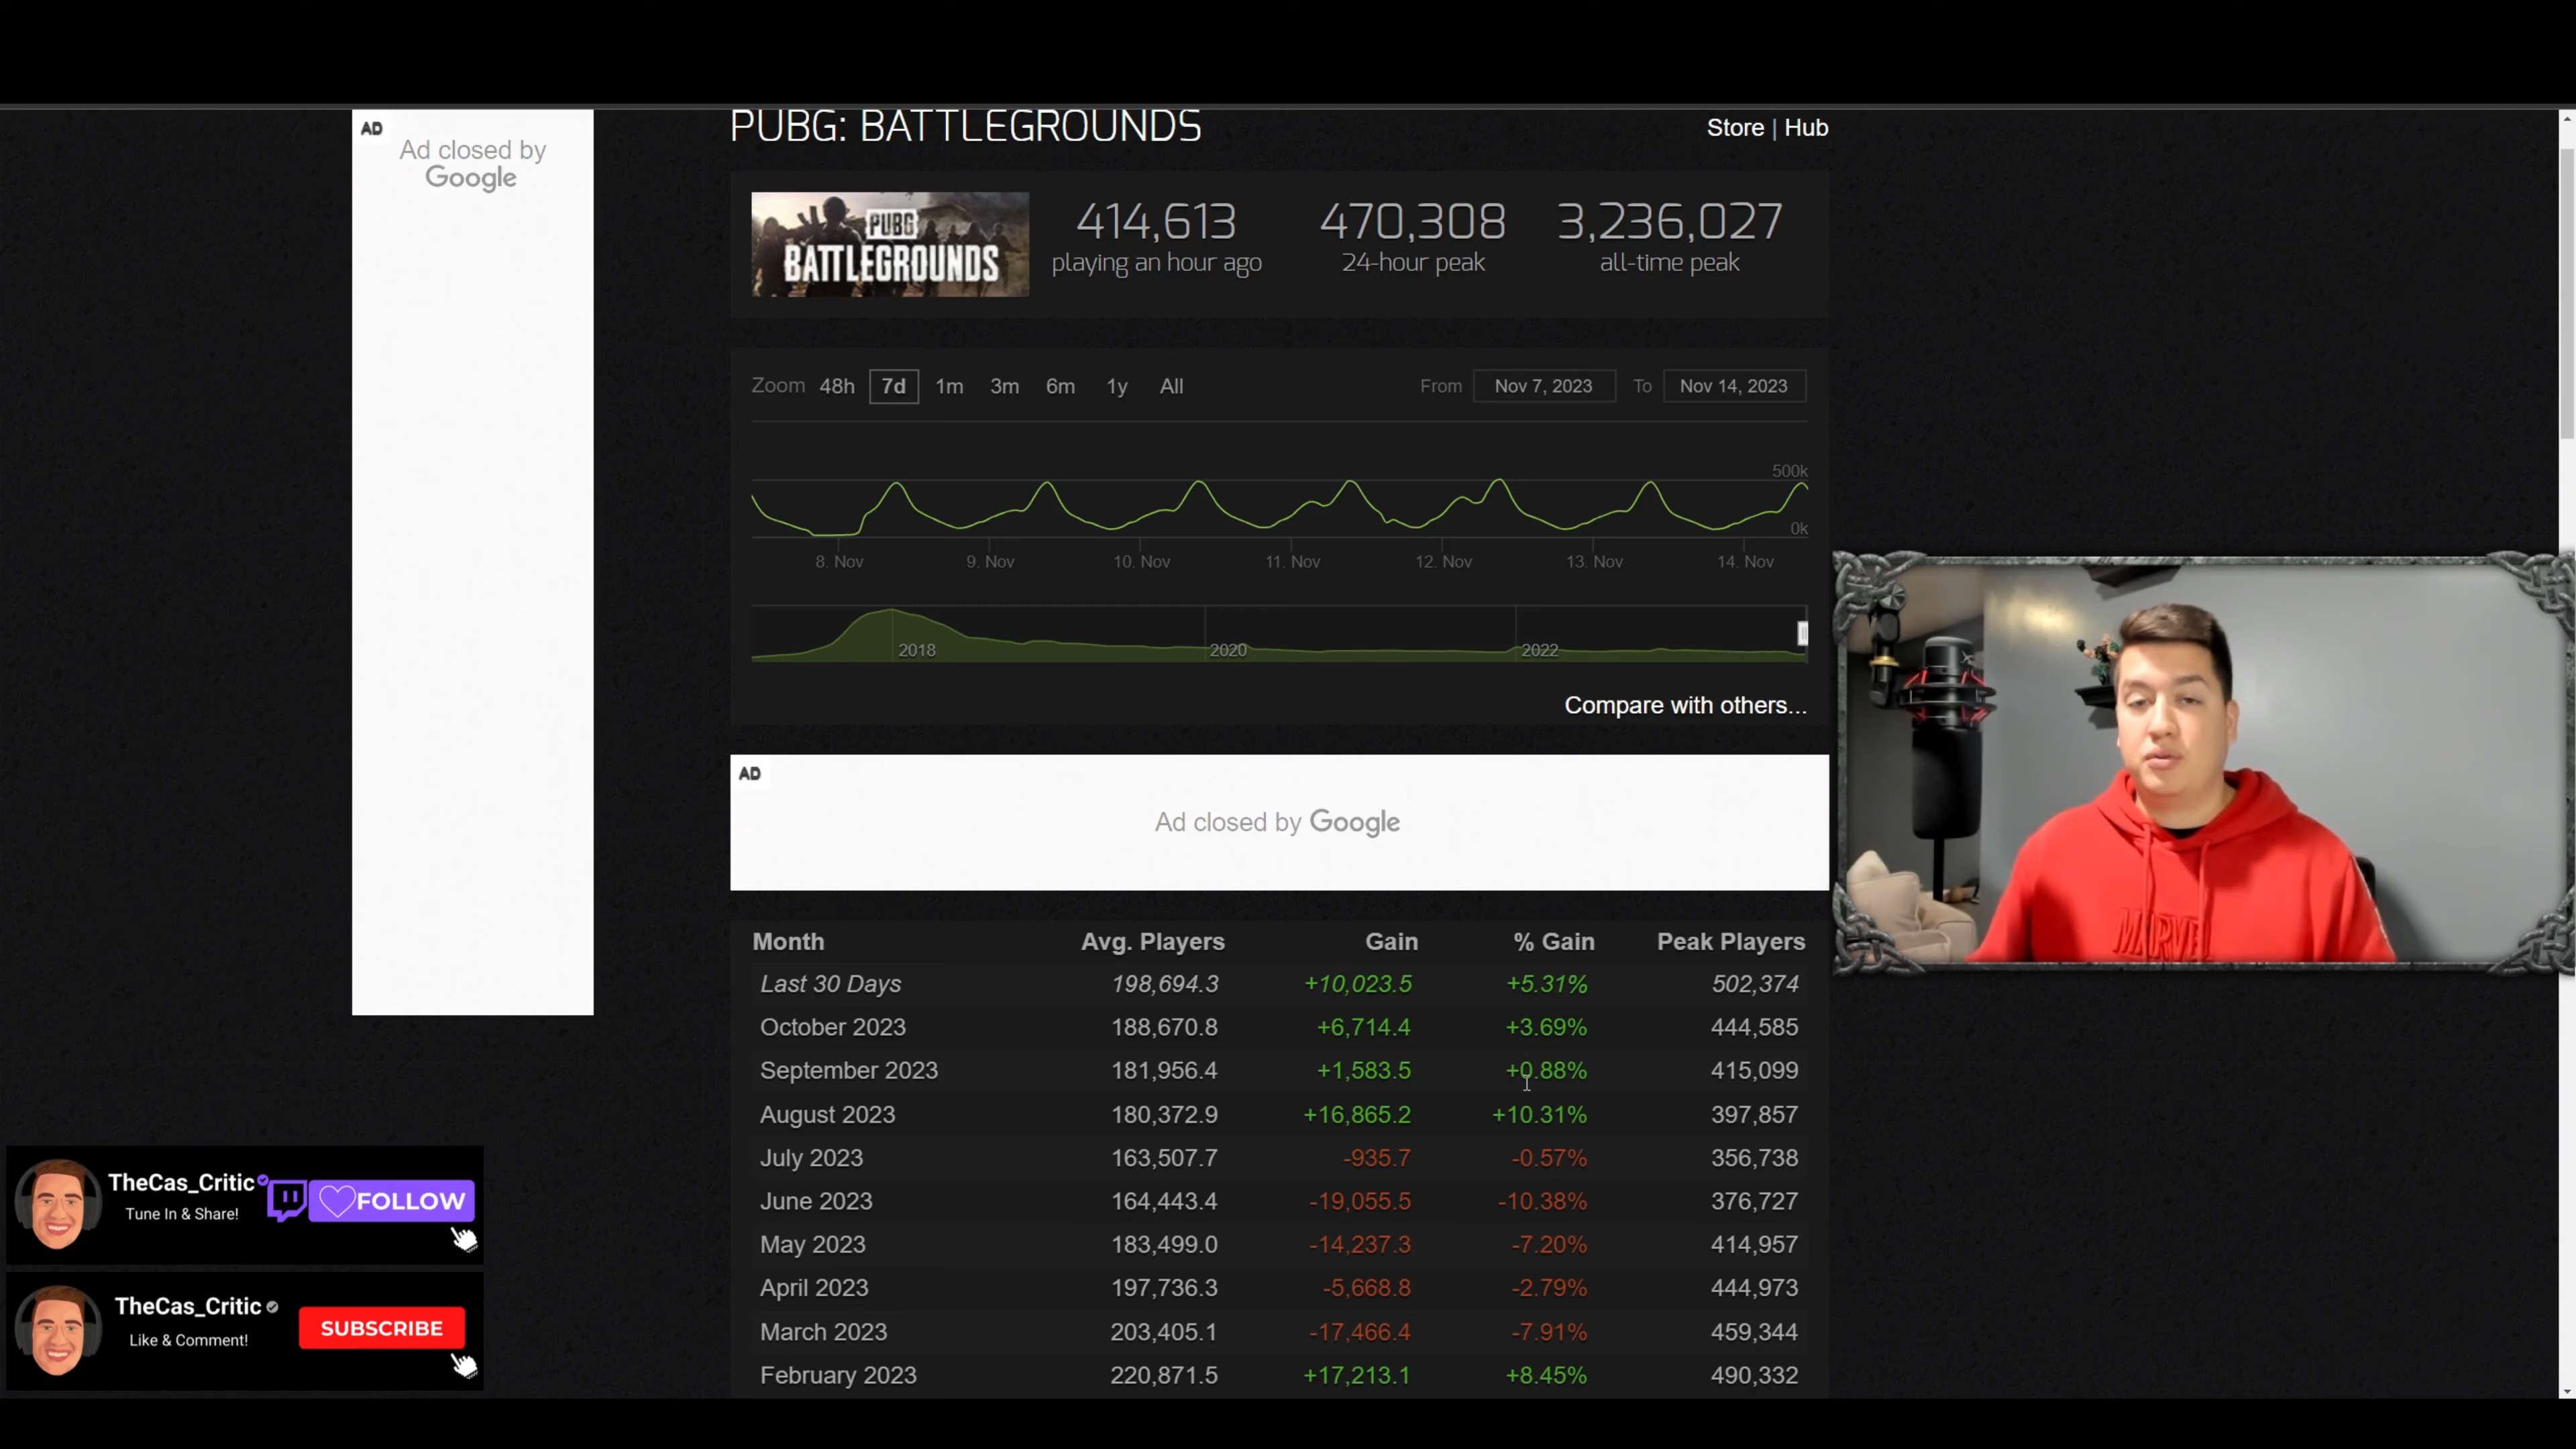 AD
Ad closed by
Google
PUBG: BATTLEGROUNDS
Store | Hub
PUBG
BATTLEGROUNDS
414,613
playing an hour ago
470,308
24-hour peak
3,236,027
all-time peak
Zoom 48h 7d 1m 3m 6m 1y All
From Nov 7, 2023 To Nov 14, 2023
500k
0k
8. Nov 9. Nov 10. Nov 11. Nov 12. Nov 13. Nov 14. Nov
2018 2020 2022
Compare with others...
AD
Ad closed by Google
MARVEL
Month Avg. Players Gain % Gain Peak Players
Last 30 Days 198,694.3 +10,023.5 +5.31% 502,374
October 2023 188,670.8 +6,714.4 +3.69% 444,585
September 2023 181,956.4 +1,583.5 +0.88% 415,099
August 2023 180,372.9 +16,865.2 +10.31% 397,857
July 2023 163,507.7 -935.7 -0.57% 356,738
June 2023 164,443.4 -19,055.5 -10.38% 376,727
May 2023 183,499.0 -14,237.3 -7.20% 414,957
April 2023 197,736.3 -5,668.8 -2.79% 444,973
March 2023 203,405.1 -17,466.4 -7.91% 459,344
February 2023 220,871.5 +17,213.1 +8.45% 490,332
TheCas_Critic
Tune In & Share!
FOLLOW
TheCas_Critic
Like & Comment!
SUBSCRIBE